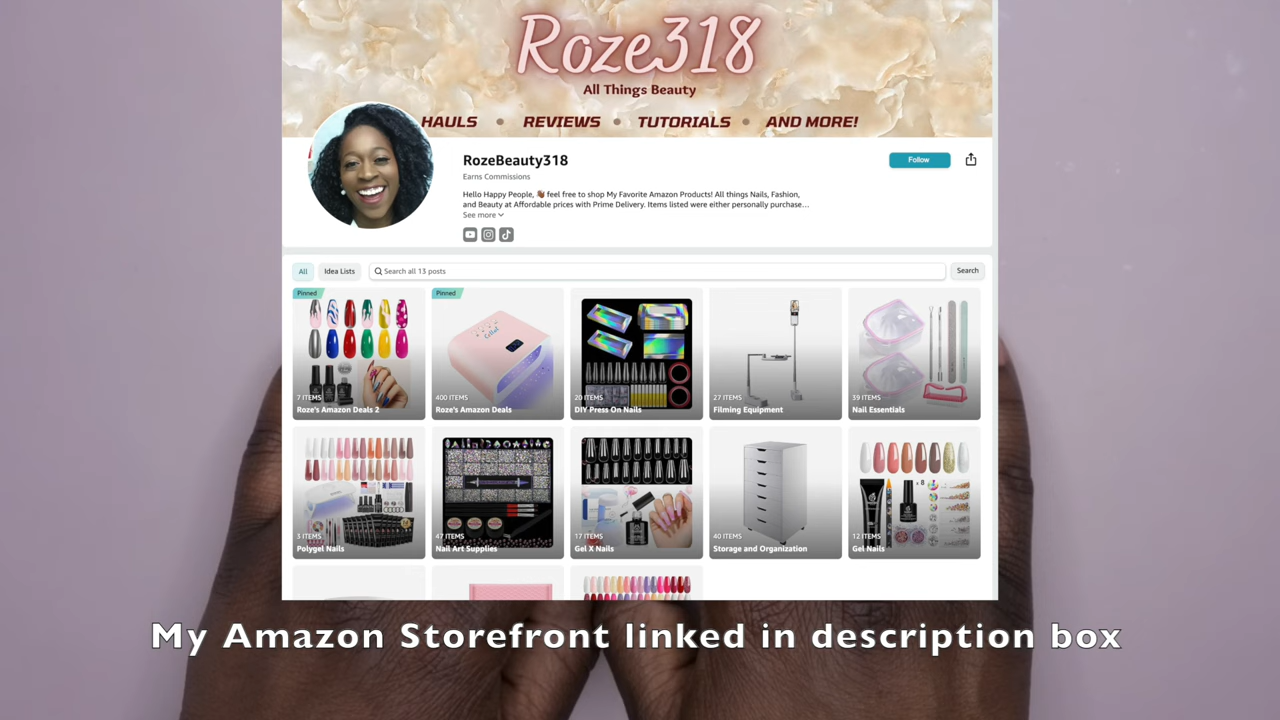 Roze318
All Things Beauty
HAULS • REVIEWS • TUTORIALS • AND MORE!
RozeBeauty318
Follow
Earns Commissions
Hello Happy People, 👋🏾 feel free to shop My Favorite Amazon Products! All things Nails, Fashion,
and Beauty at Affordable prices with Prime Delivery. Items listed were either personally purchase...
See more
All
Idea Lists
Search all 13 posts
Search
Pinned
7 ITEMS
Roze's Amazon Deals 2
Pinned
400 ITEMS
Roze's Amazon Deals
20 ITEMS
DIY Press On Nails
27 ITEMS
Filming Equipment
39 ITEMS
Nail Essentials
3 ITEMS
Polygel Nails
47 ITEMS
Nail Art Supplies
17 ITEMS
Gel X Nails
40 ITEMS
Storage and Organization
12 ITEMS
Gel Nails
My Amazon Storefront linked in description box